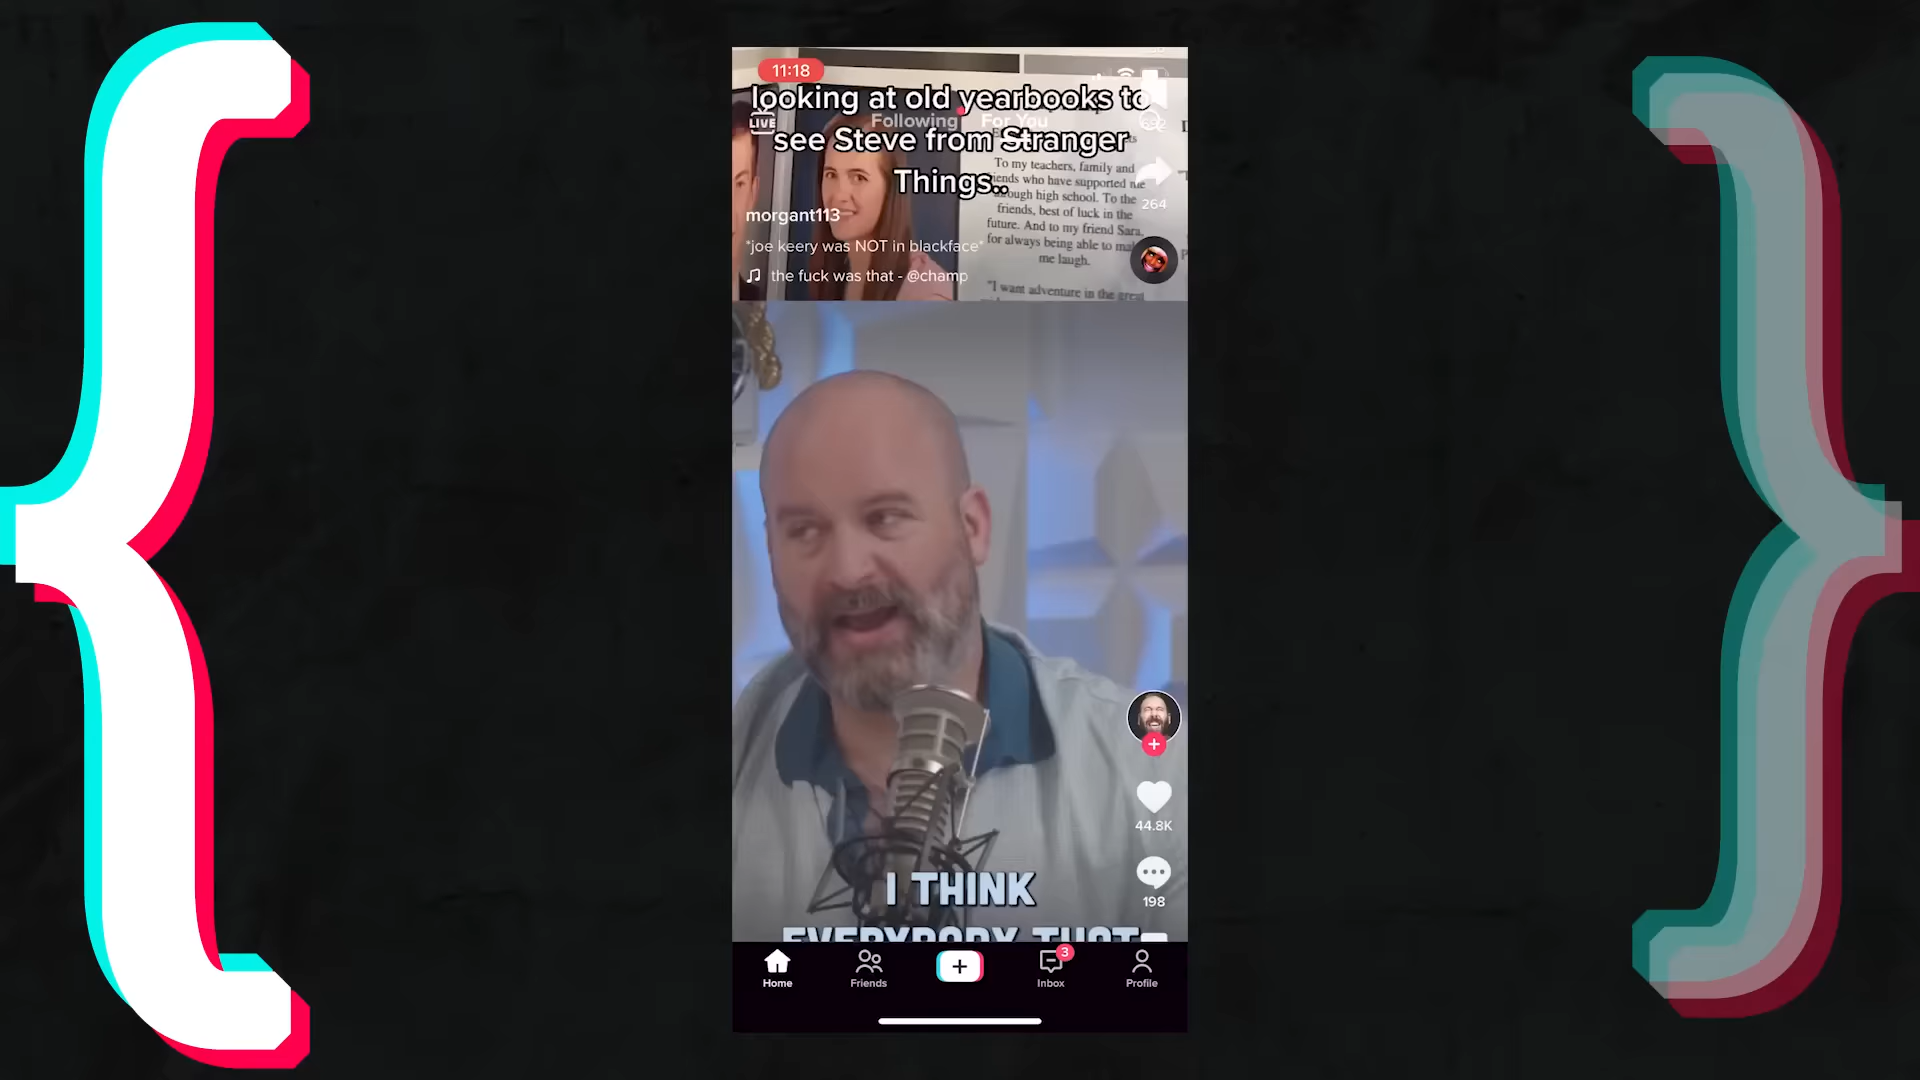 11:18
looking at old yearbooks to
LIVE
Following
For You
692
see Steve from Stranger
Things..
To my teachers, family and
friends who have supported me
through high school. To the
friends, best of luck in the
future. And to my friend Sara,
for always being able to
me laugh.
"I want adventure in the great
264
morgant113
*joe keery was NOT in blackface*
the fuck was that - @champ
44.8K
198
I THINK
EVERYBODY THAT
Home
Friends
3
Inbox
Profile